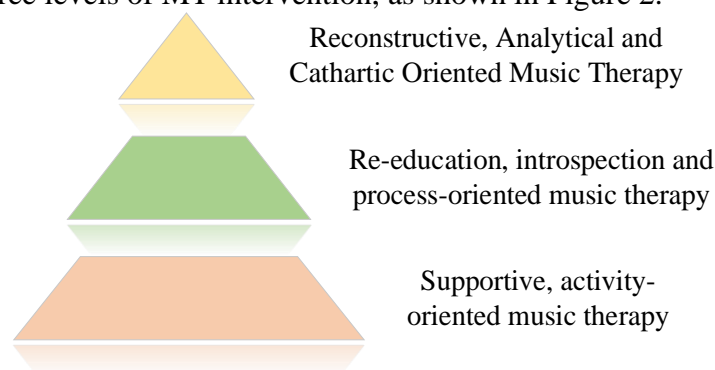 ree levels of MT intervention, as shown in Figure 2.
Reconstructive, Analytical and
Cathartic Oriented Music Therapy
Re-education, introspection and
process-oriented music therapy
Supportive, activity-
oriented music therapy